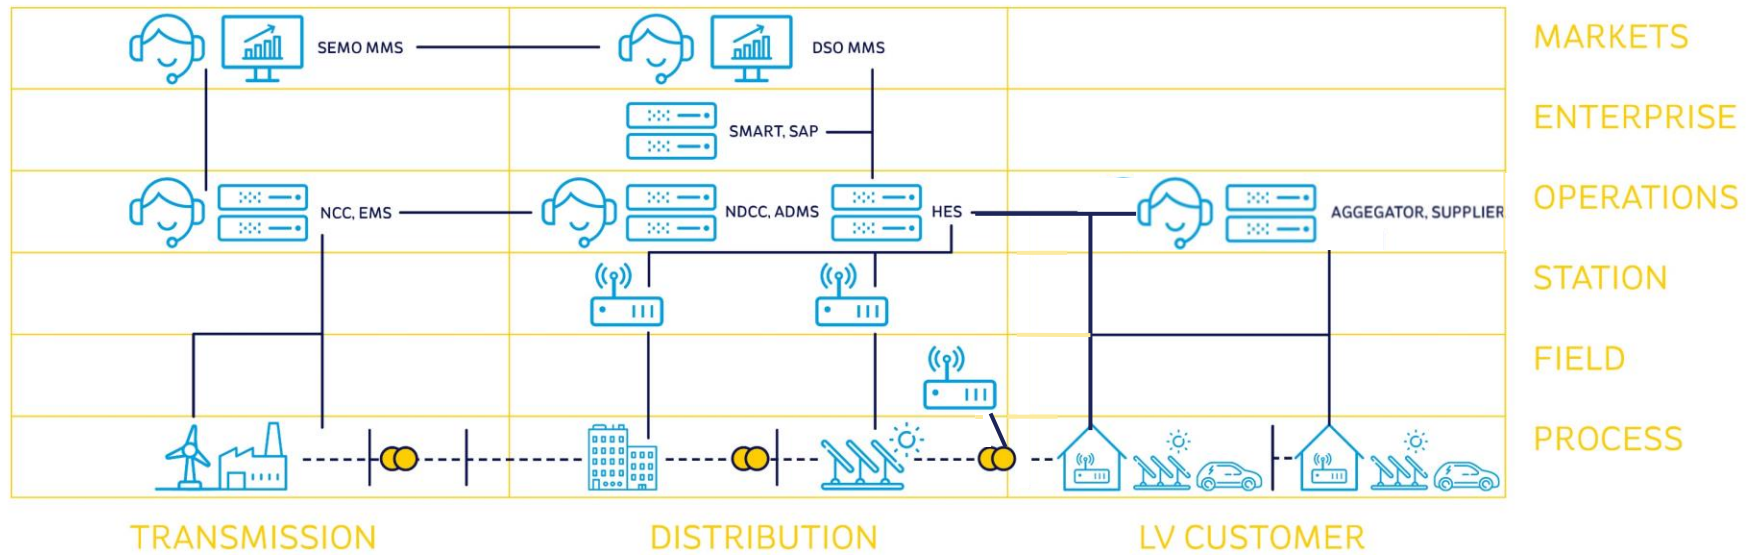 SEMO MMS
DSO MMS
MARKETS
SMART, SAP
ENTERPRISE
NCC, EMS
NDCC, ADMS
HES
AGGEGATOR, SUPPLIER
OPERATIONS
STATION
FIELD
PROCESS
TRANSMISSION
DISTRIBUTION
LV CUSTOMER